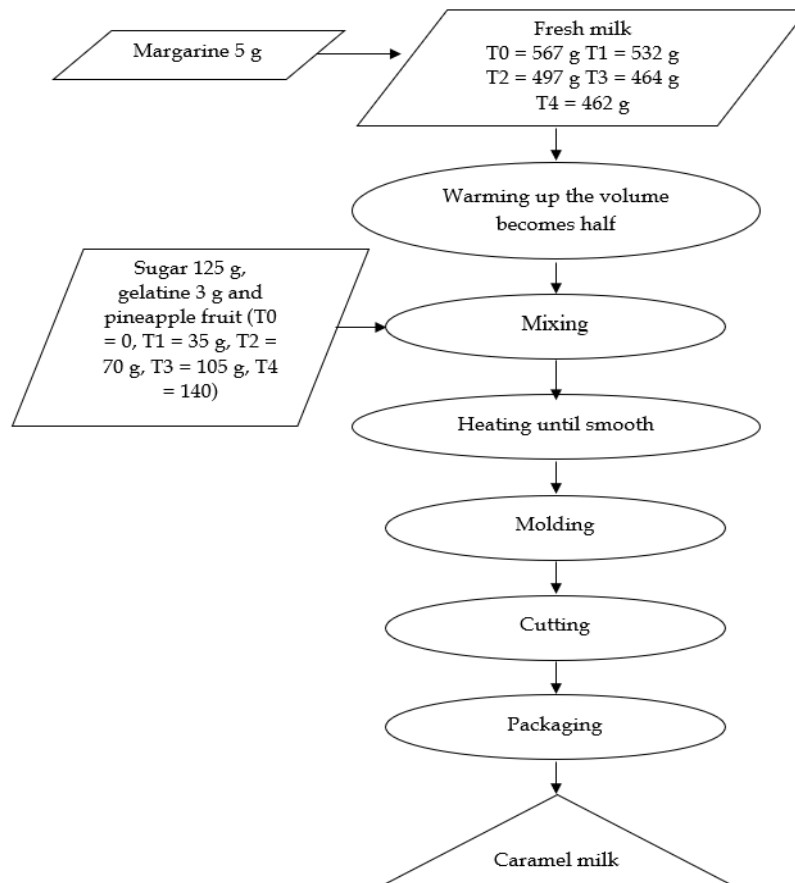 Margarine 5 g
Fresh milk
T0 = 567 g T1 = 532 g
T2 = 497 g T3 = 464 g
T4 = 462 g
Warming up the volume
becomes half
Sugar 125 g,
gelatine 3 g and
pineapple fruit (T0
= 0, T1 = 35 g, T2 =
70 g, T3 = 105 g, T4
= 140)
Mixing
Heating until smooth
Molding
Cutting
Packaging
Caramel milk